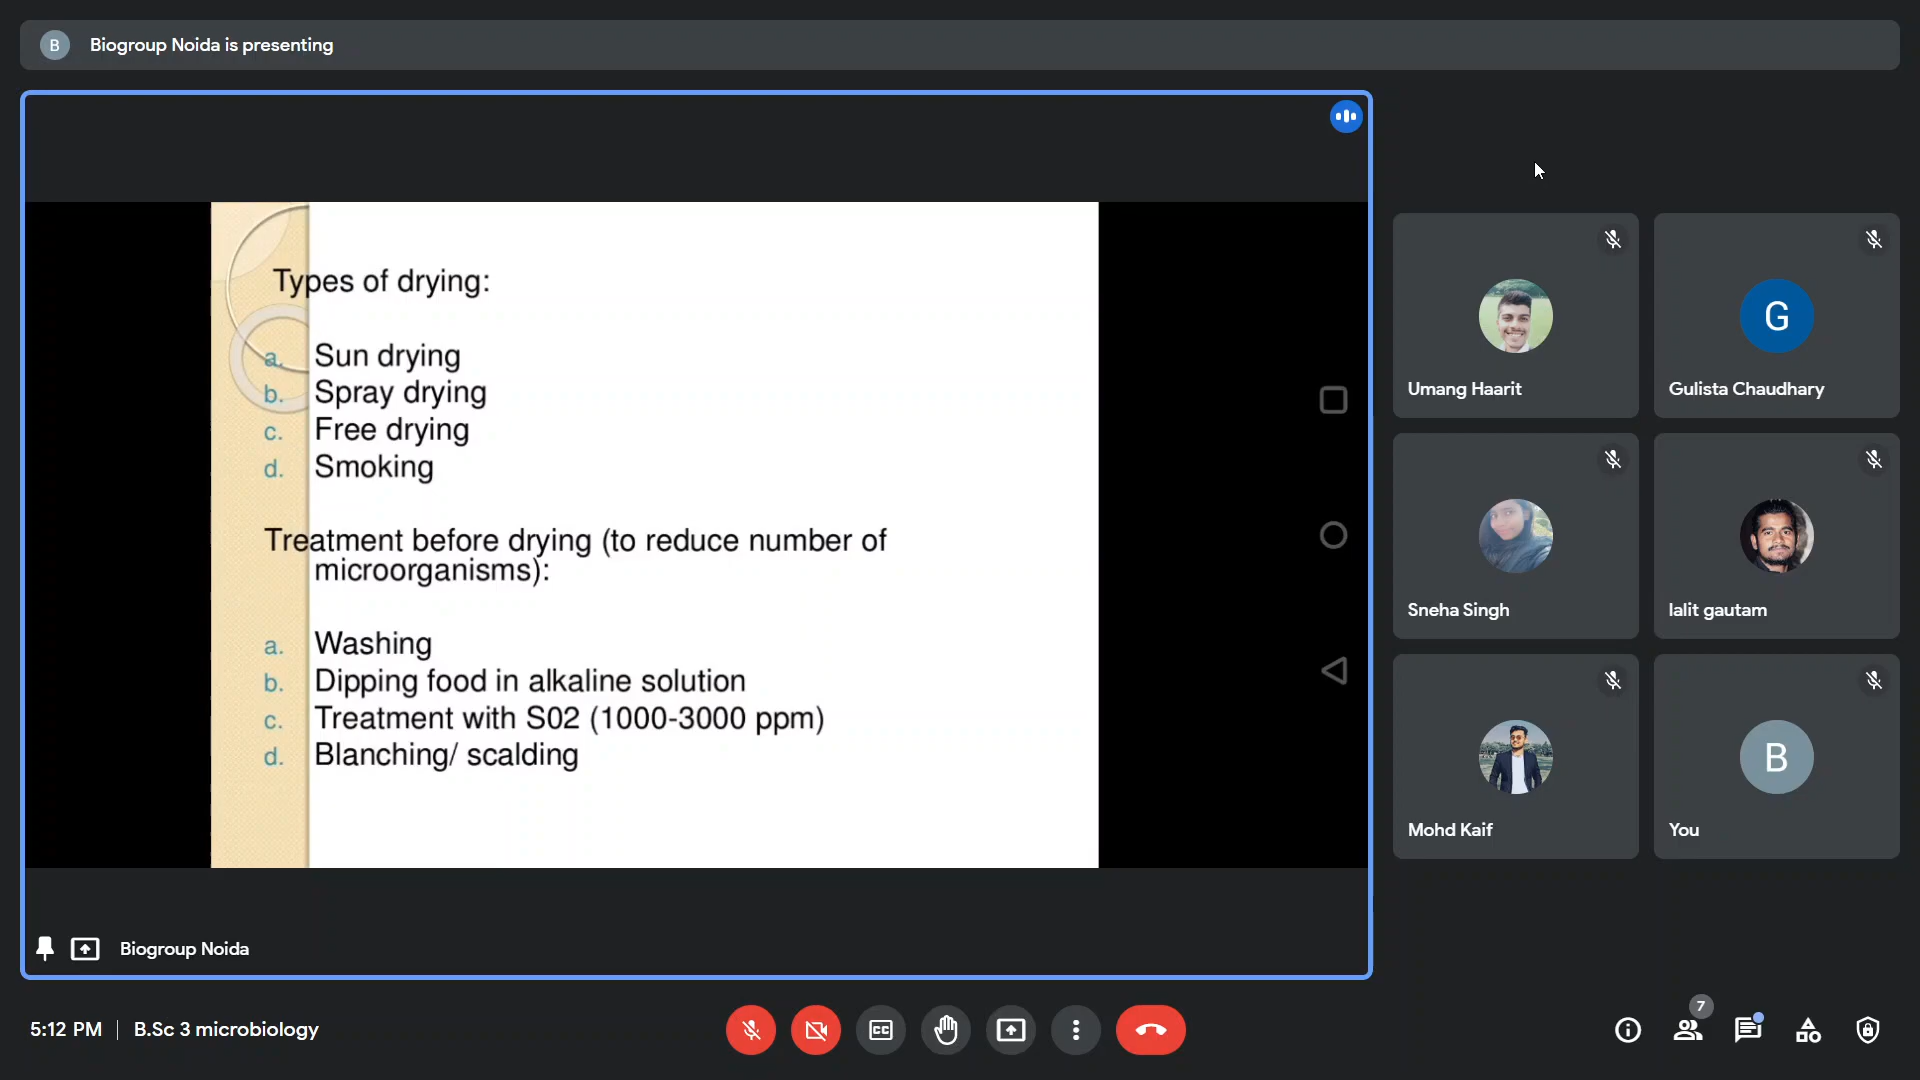 B
Biogroup Noida is presenting
Types of drying:
a. Sun drying
b. Spray drying
c. Free drying
d. Smoking
Treatment before drying (to reduce number of
microorganisms):
a. Washing
b. Dipping food in alkaline solution
c. Treatment with S02 (1000-3000 ppm)
d. Blanching/ scalding
Biogroup Noida
Umang Haarit
G
Gulista Chaudhary
Sneha Singh
lalit gautam
Mohd Kaif
B
You
5:12 PM | B.Sc 3 microbiology
CC
7